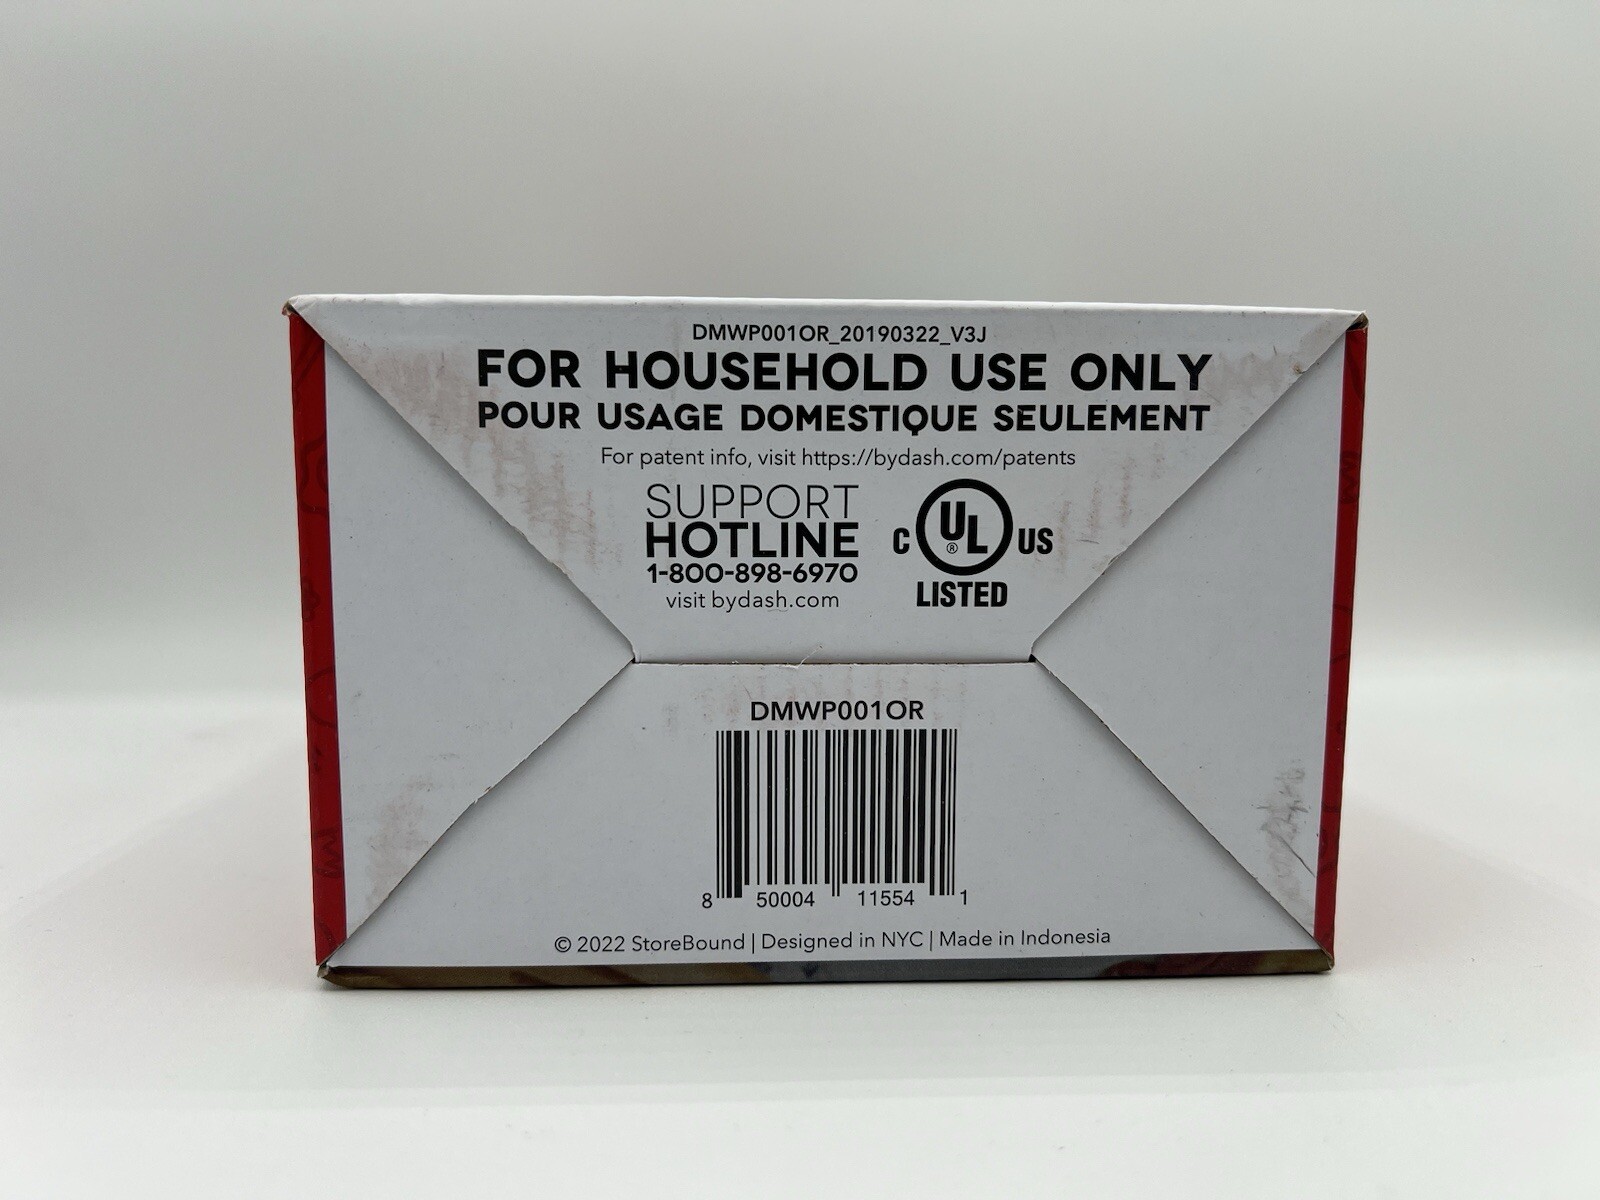 DMWP001OR_20190322_V3J
FOR HOUSEHOLD USE ONLY
POUR USAGE DOMESTIQUE SEULEMENT
For patent info, visit https://bydash.com/patents
SUPPORT
HOTLINE
1-800-898-6970
visit bydash.com
C UL® US
LISTED
DMWP001OR
8 50004 11554 1
© 2022 StoreBound | Designed in NYC | Made in Indonesia